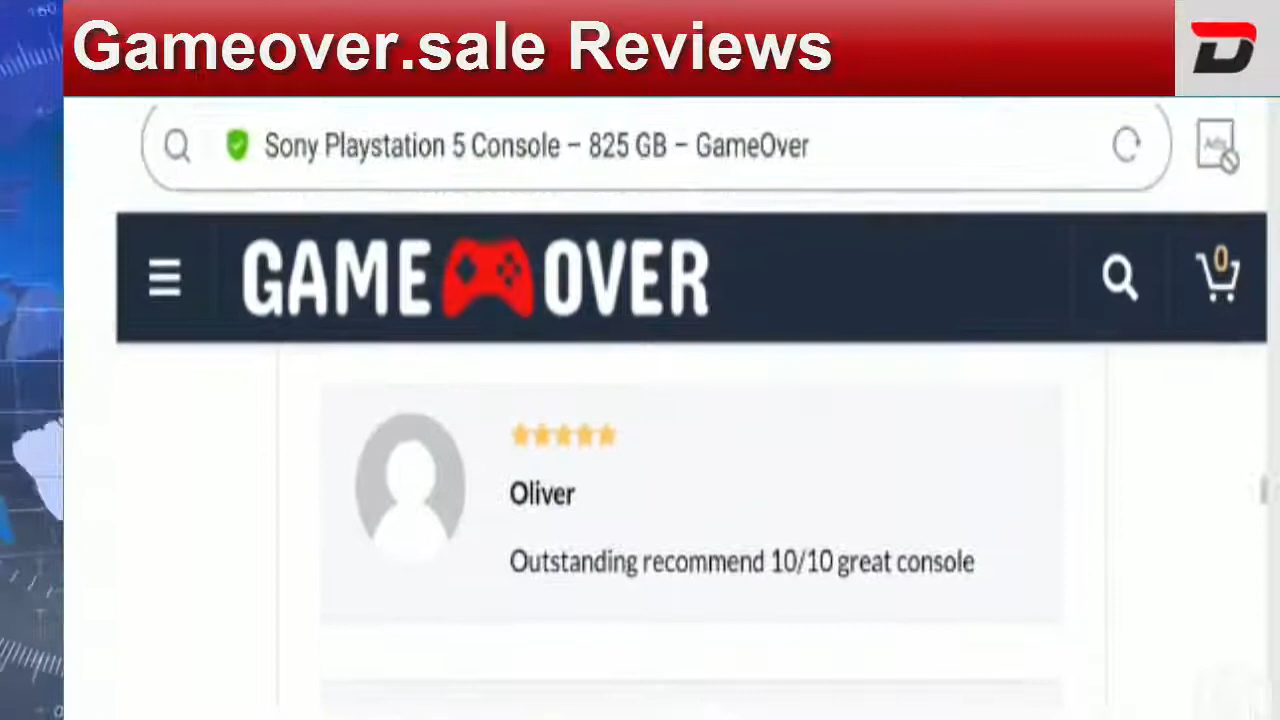 Gameover.sale Reviews
Sony Playstation 5 Console – 825 GB – GameOver
GAME OVER
0
Oliver
Outstanding recommend 10/10 great console